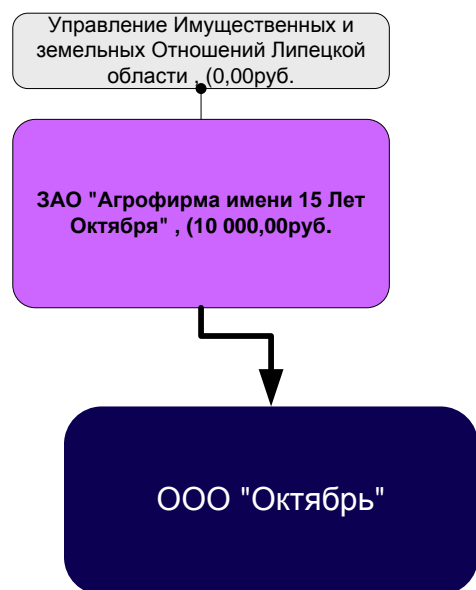 Управление Имущественных и
земельных Отношений Липецкой
области , (0,00руб.
ЗАО "Агрофирма имени 15 Лет
Октября" , (10 000,00руб.
ООО "Октябрь"